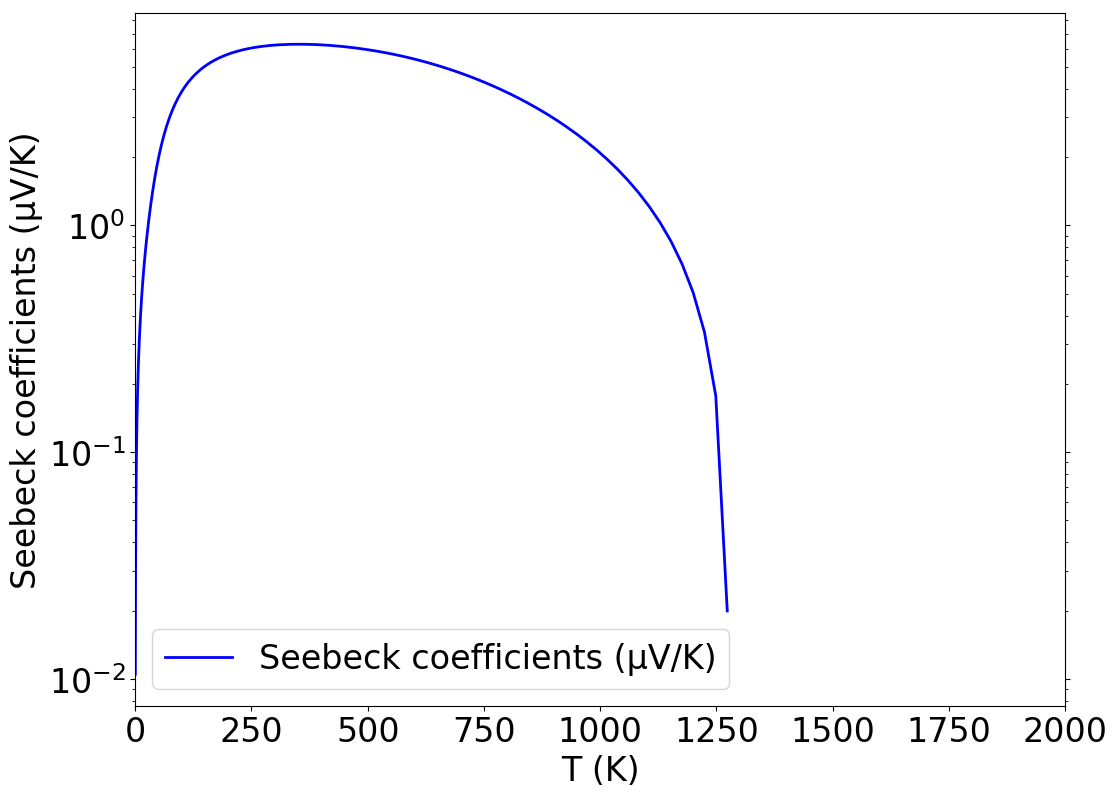 Seebeck coefficients (μV/K)
10⁰
10⁻¹
10⁻²
Seebeck coefficients (μV/K)
0 250 500 750 1000 1250 1500 1750 2000
T (K)